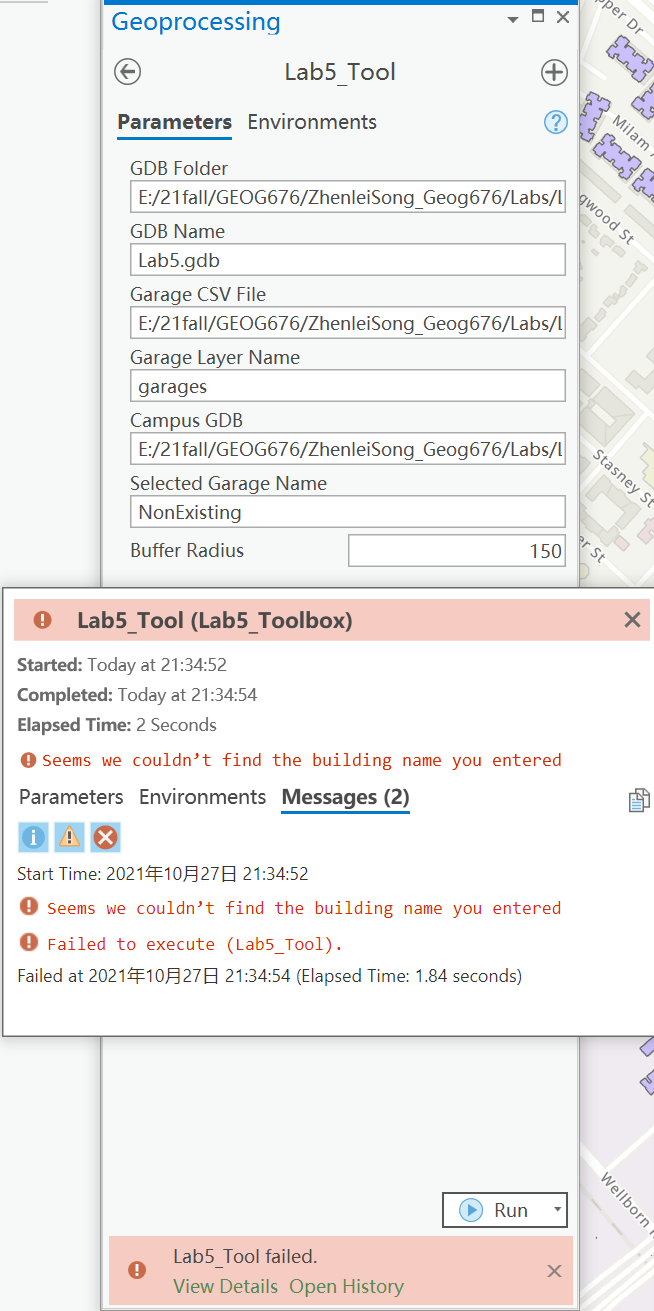 Geoprocessing
Lab5_Tool
Parameters Environments
GDB Folder
E:/21fall/GEOG676/ZhenleiSong_Geog676/Labs/L
GDB Name
Lab5.gdb
Garage CSV File
E:/21fall/GEOG676/ZhenleiSong_Geog676/Labs/L
Garage Layer Name
garages
Campus GDB
E:/21fall/GEOG676/ZhenleiSong_Geog676/Labs/L
Selected Garage Name
NonExisting
Buffer Radius 150
Lab5_Tool (Lab5_Toolbox)
Started: Today at 21:34:52
Completed: Today at 21:34:54
Elapsed Time: 2 Seconds
Seems we couldn’t find the building name you entered
Parameters Environments Messages (2)
Start Time: 2021年10月27日 21:34:52
Seems we couldn’t find the building name you entered
Failed to execute (Lab5_Tool).
Failed at 2021年10月27日 21:34:54 (Elapsed Time: 1.84 seconds)
Run
Lab5_Tool failed.
View Details Open History
pper Dr
Milam
gwood St
Stasney St
er St
Wellborn